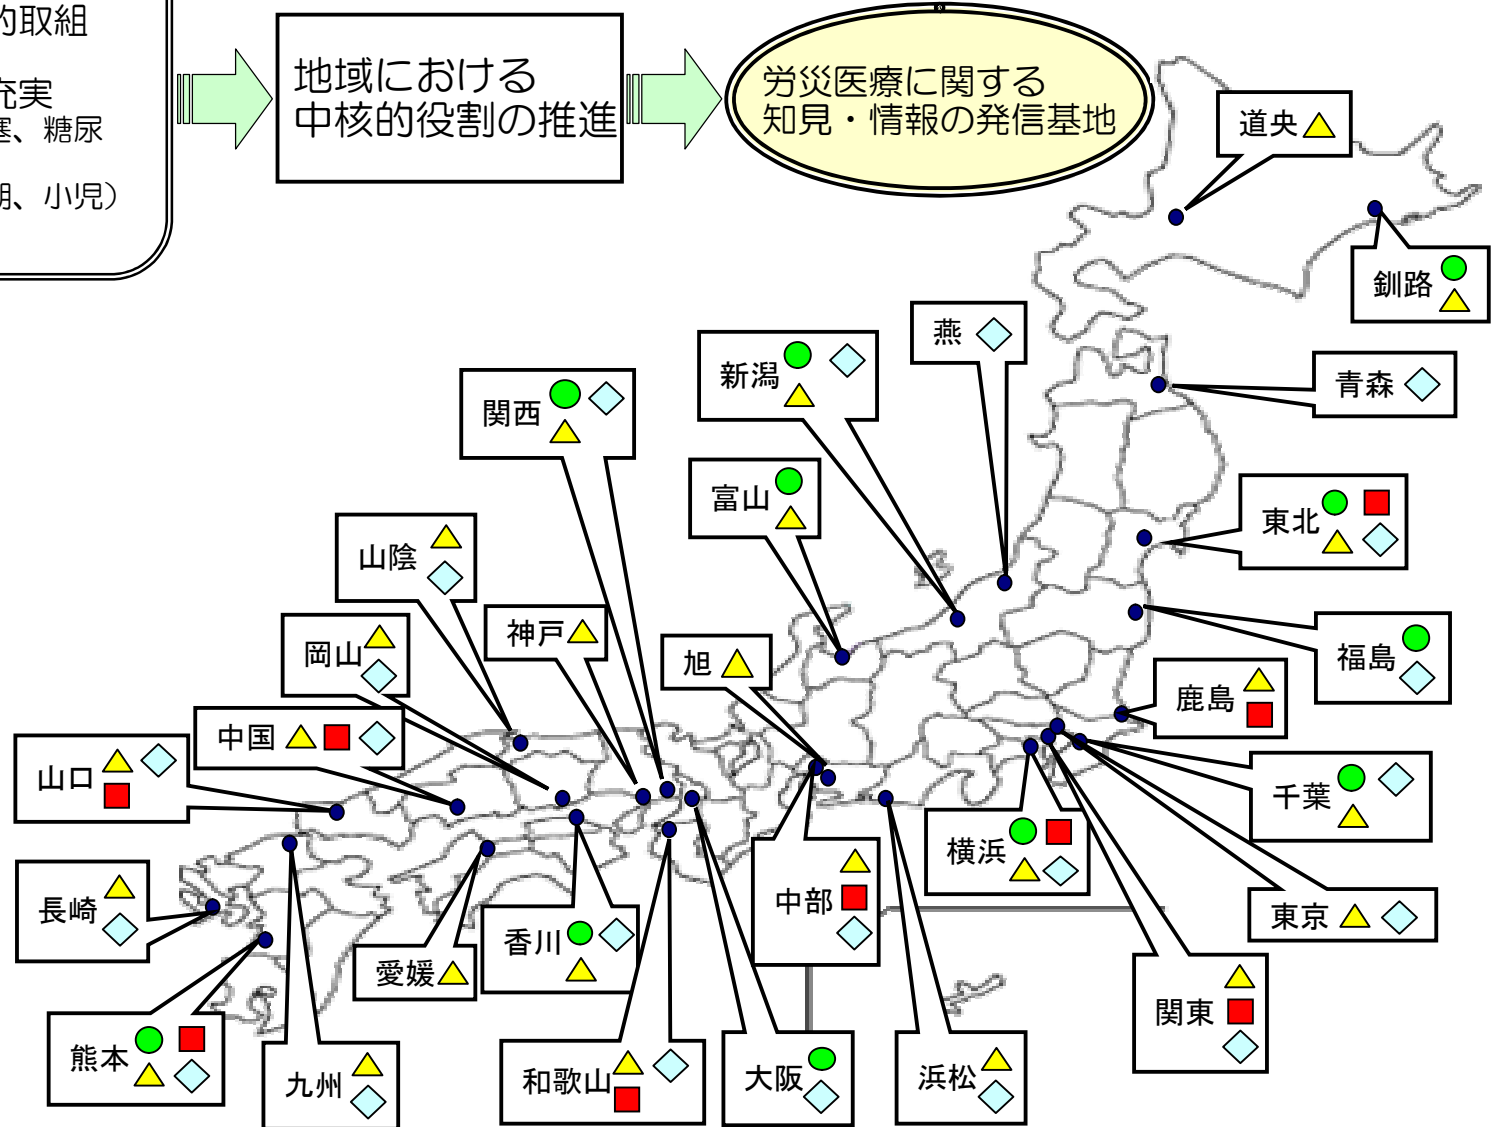 的取組
充実
塞、糖尿
期、小児）
地域における
中核的役割の推進
労災医療に関する
知見・情報の発信基地
道央
釧路
燕
新潟
青森
関西
富山
東北
山陰
神戸
岡山
旭
福島
鹿島
中国
山口
千葉
横浜
中部
長崎
東京
香川
愛媛
関東
熊本
九州
和歌山
大阪
浜松